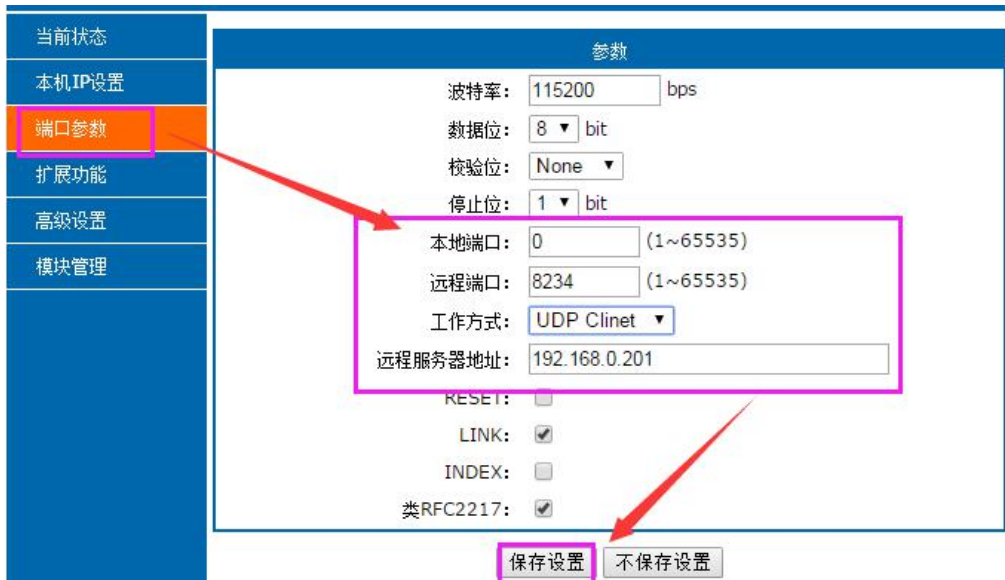 当前状态
本机IP设置
端口参数
扩展功能
高级设置
模块管理
参数
波特率： 115200 bps
数据位： 8 ▼ bit
校验位： None ▼
停止位： 1 ▼ bit
本地端口： 0 (1~65535)
远程端口： 8234 (1~65535)
工作方式： UDP Clinet ▼
远程服务器地址： 192.168.0.201
RESET：
LINK：
INDEX：
类RFC2217：
保存设置 不保存设置